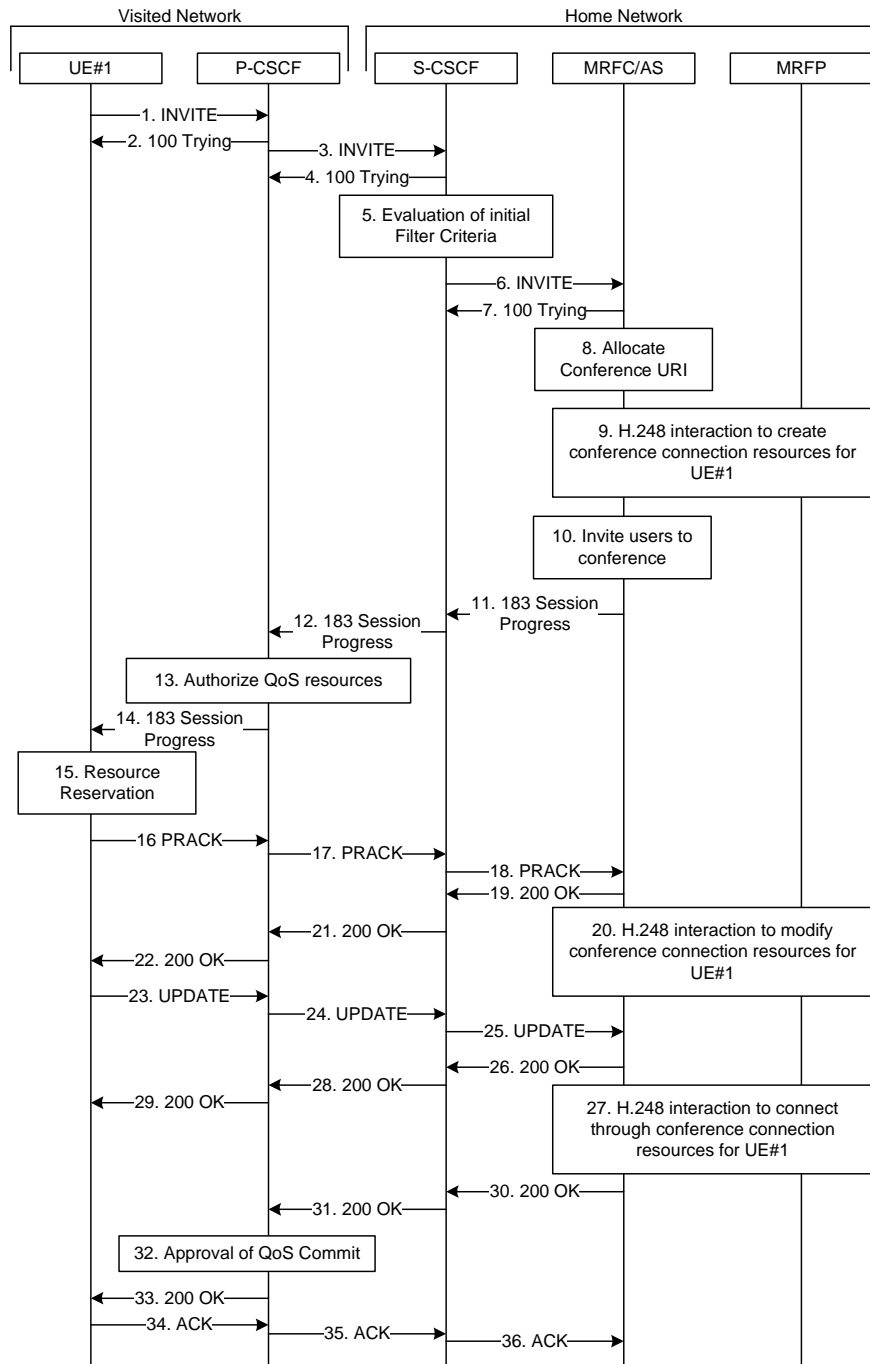 Visited Network
Home Network
UE#1
P-CSCF
S-CSCF
MRFC/AS
MRFP
1. INVITE
2. 100 Trying
3. INVITE
4. 100 Trying
5. Evaluation of initial
Filter Criteria
6. INVITE
7. 100 Trying
8. Allocate
Conference URI
9. H.248 interaction to create
conference connection resources for
UE#1
10. Invite users to
conference
11. 183 Session
Progress
12. 183 Session
Progress
13. Authorize QoS resources
14. 183 Session
Progress
15. Resource
Reservation
16 PRACK
17. PRACK
18. PRACK
19. 200 OK
20. H.248 interaction to modify
conference connection resources for
UE#1
21. 200 OK
22. 200 OK
23. UPDATE
24. UPDATE
25. UPDATE
26. 200 OK
27. H.248 interaction to connect
through conference connection
resources for UE#1
28. 200 OK
29. 200 OK
30. 200 OK
31. 200 OK
32. Approval of QoS Commit
33. 200 OK
34. ACK
35. ACK
36. ACK